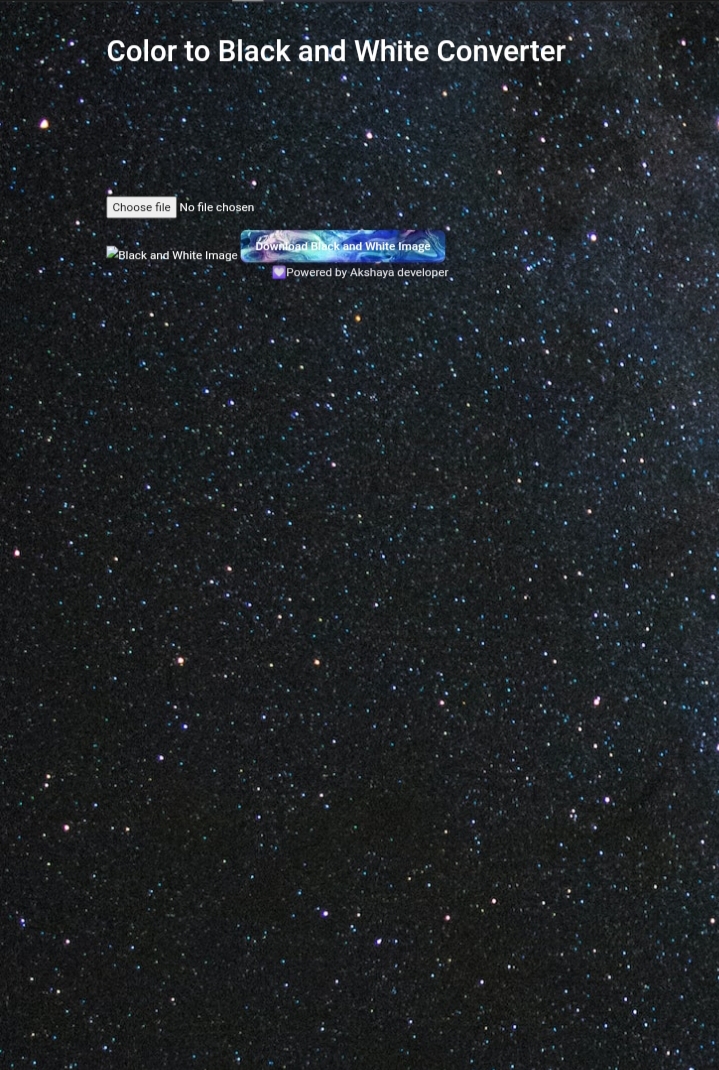 Color to Black and White Converter
Choose file No file chosen
Black and White Image Download Black and White Image
💜Powered by Akshaya developer